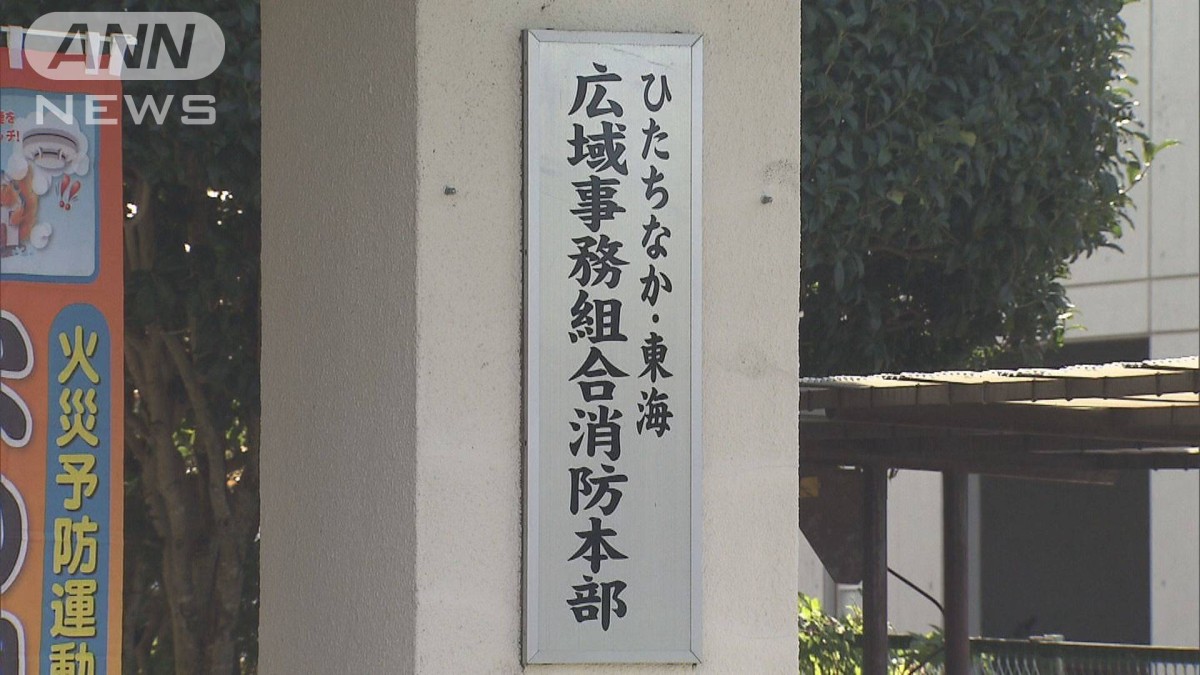 ANN
NEWS
ひたちなか・東海
広域事務組合消防本部
火災予防運動